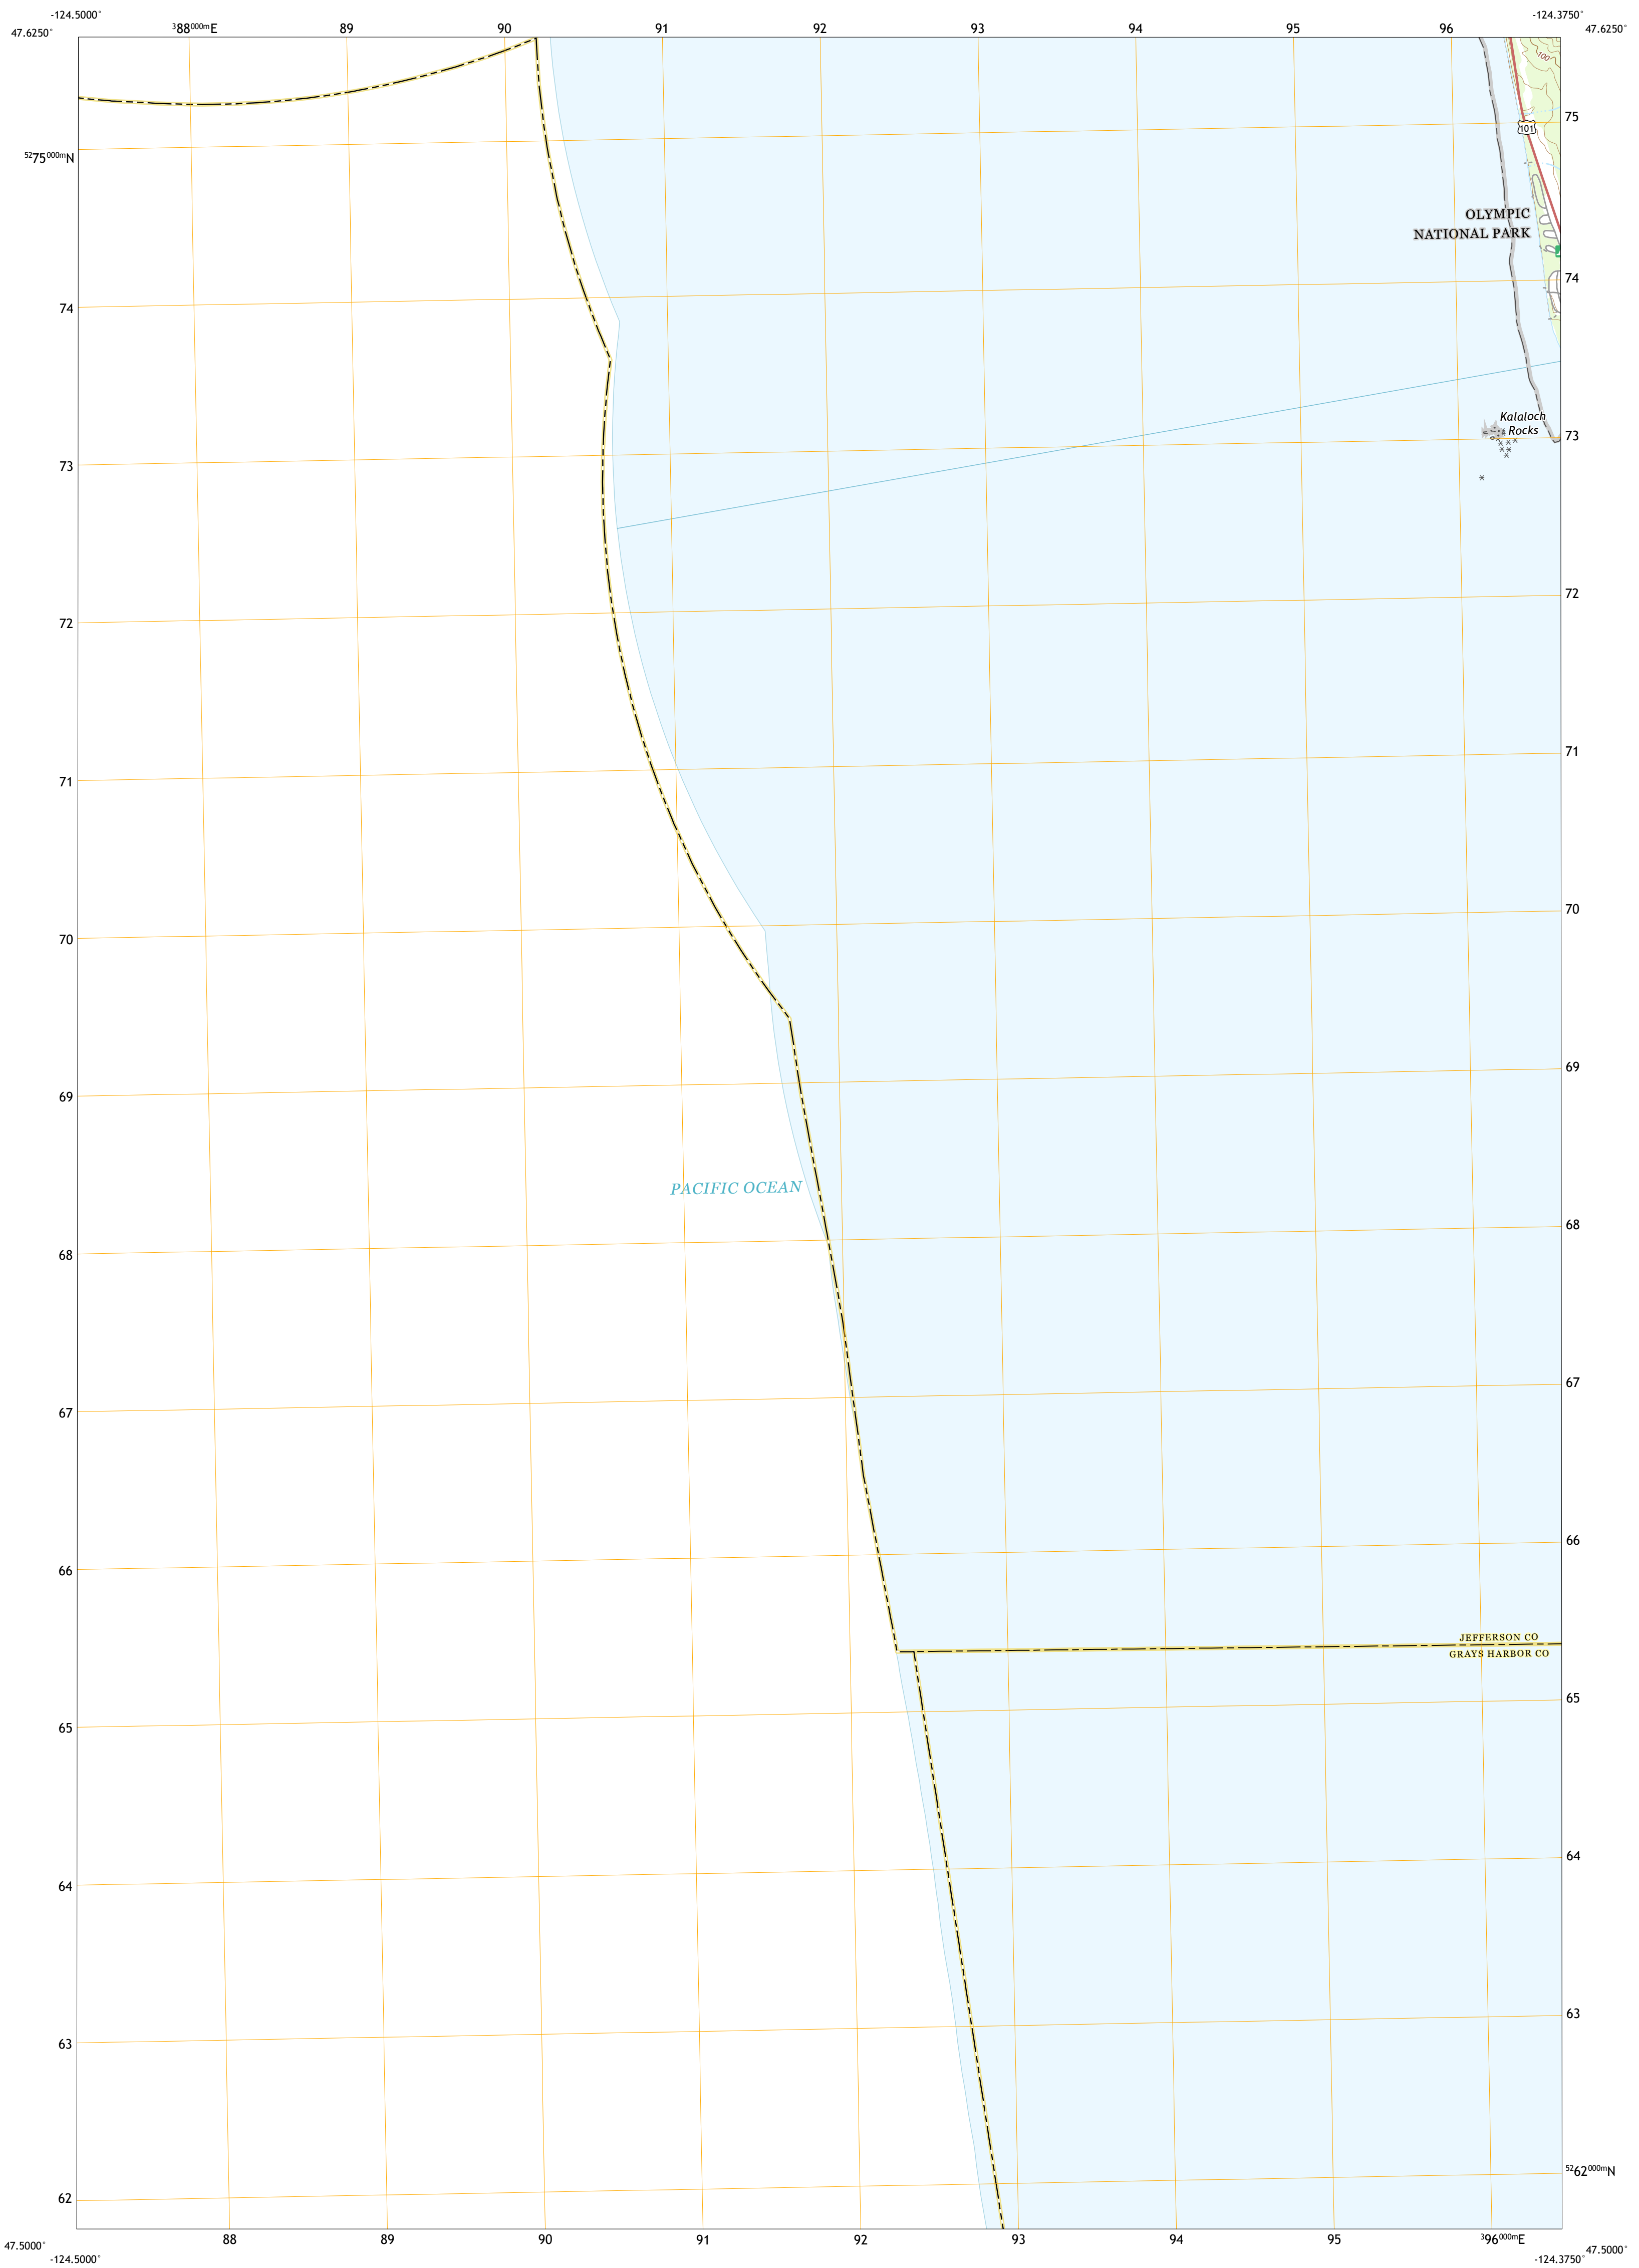 -124.5000° -124.3750°
47.6250° ³88⁰⁰⁰ᵐE 89 90 91 92 93 94 95 96 47.6250°
100
75
101
⁵²75⁰⁰⁰ᵐN
OLYMPIC
NATIONAL PARK
74
74
Kalaloch
Rocks
73
73
72
72
71
71
70
70
69
69
PACIFIC OCEAN
68
68
67
67
66
66
JEFFERSON CO
GRAYS HARBOR CO
65
65
64
64
63
63
⁵²62⁰⁰⁰ᵐN
62
88 89 90 91 92 93 94 95 ³96⁰⁰⁰ᵐE
47.5000° 47.5000°
-124.5000° -124.3750°